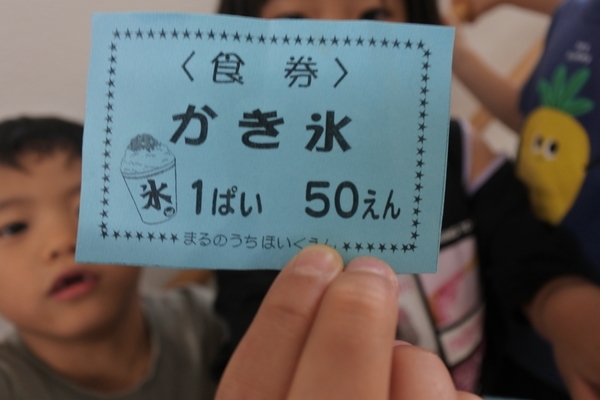 〈食券〉
かき氷
氷
1ぱい 50えん
まるのうちほいくえん